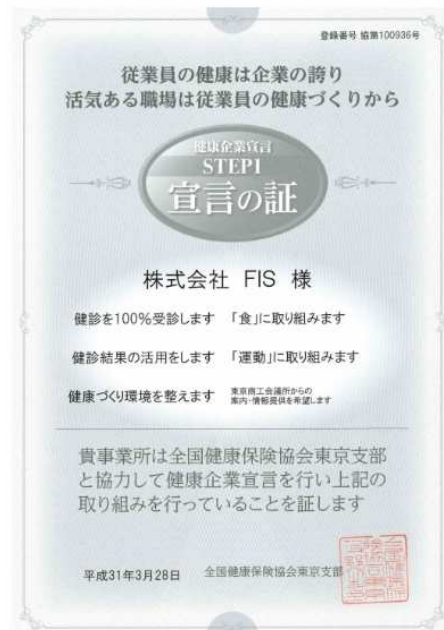 登録番号 協第100936号
従業員の健康は企業の誇り
活気ある職場は従業員の健康づくりから
健康企業宣言
STEP1
宣言の証
株式会社 FIS 様
健診を100%受診します 「食」に取り組みます
健診結果の活用をします 「運動」に取り組みます
健康づくり環境を整えます 東京商工会議所からの
案内・情報提供を希望します
貴事業所は全国健康保険協会東京支部
と協力して健康企業宣言を行い上記の
取り組みを行っていることを証します
平成31年3月28日 全国健康保険協会東京支部